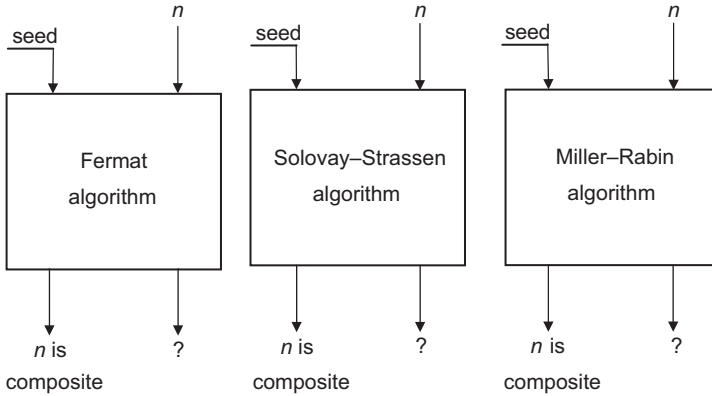 n
seed
Fermat
algorithm
n is
composite
?
n
seed
Solovay–Strassen
algorithm
n is
composite
?
n
seed
Miller–Rabin
algorithm
n is
composite
?